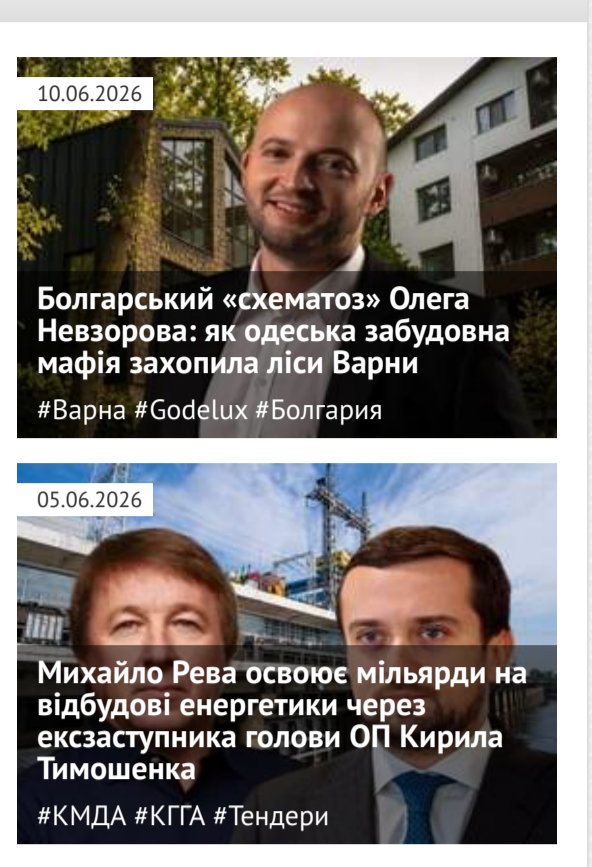 10.06.2026
Болгарський «схематоз» Олега
Невзорова: як одеська забудовна
мафія захопила ліси Варни
#Варна #Godelux #Болгария
05.06.2026
Михайло Рева освоює мільярди на
відбудові енергетики через
ексзаступника голови ОП Кирила
Тимошенка
#КМДА #КГГА #Тендери